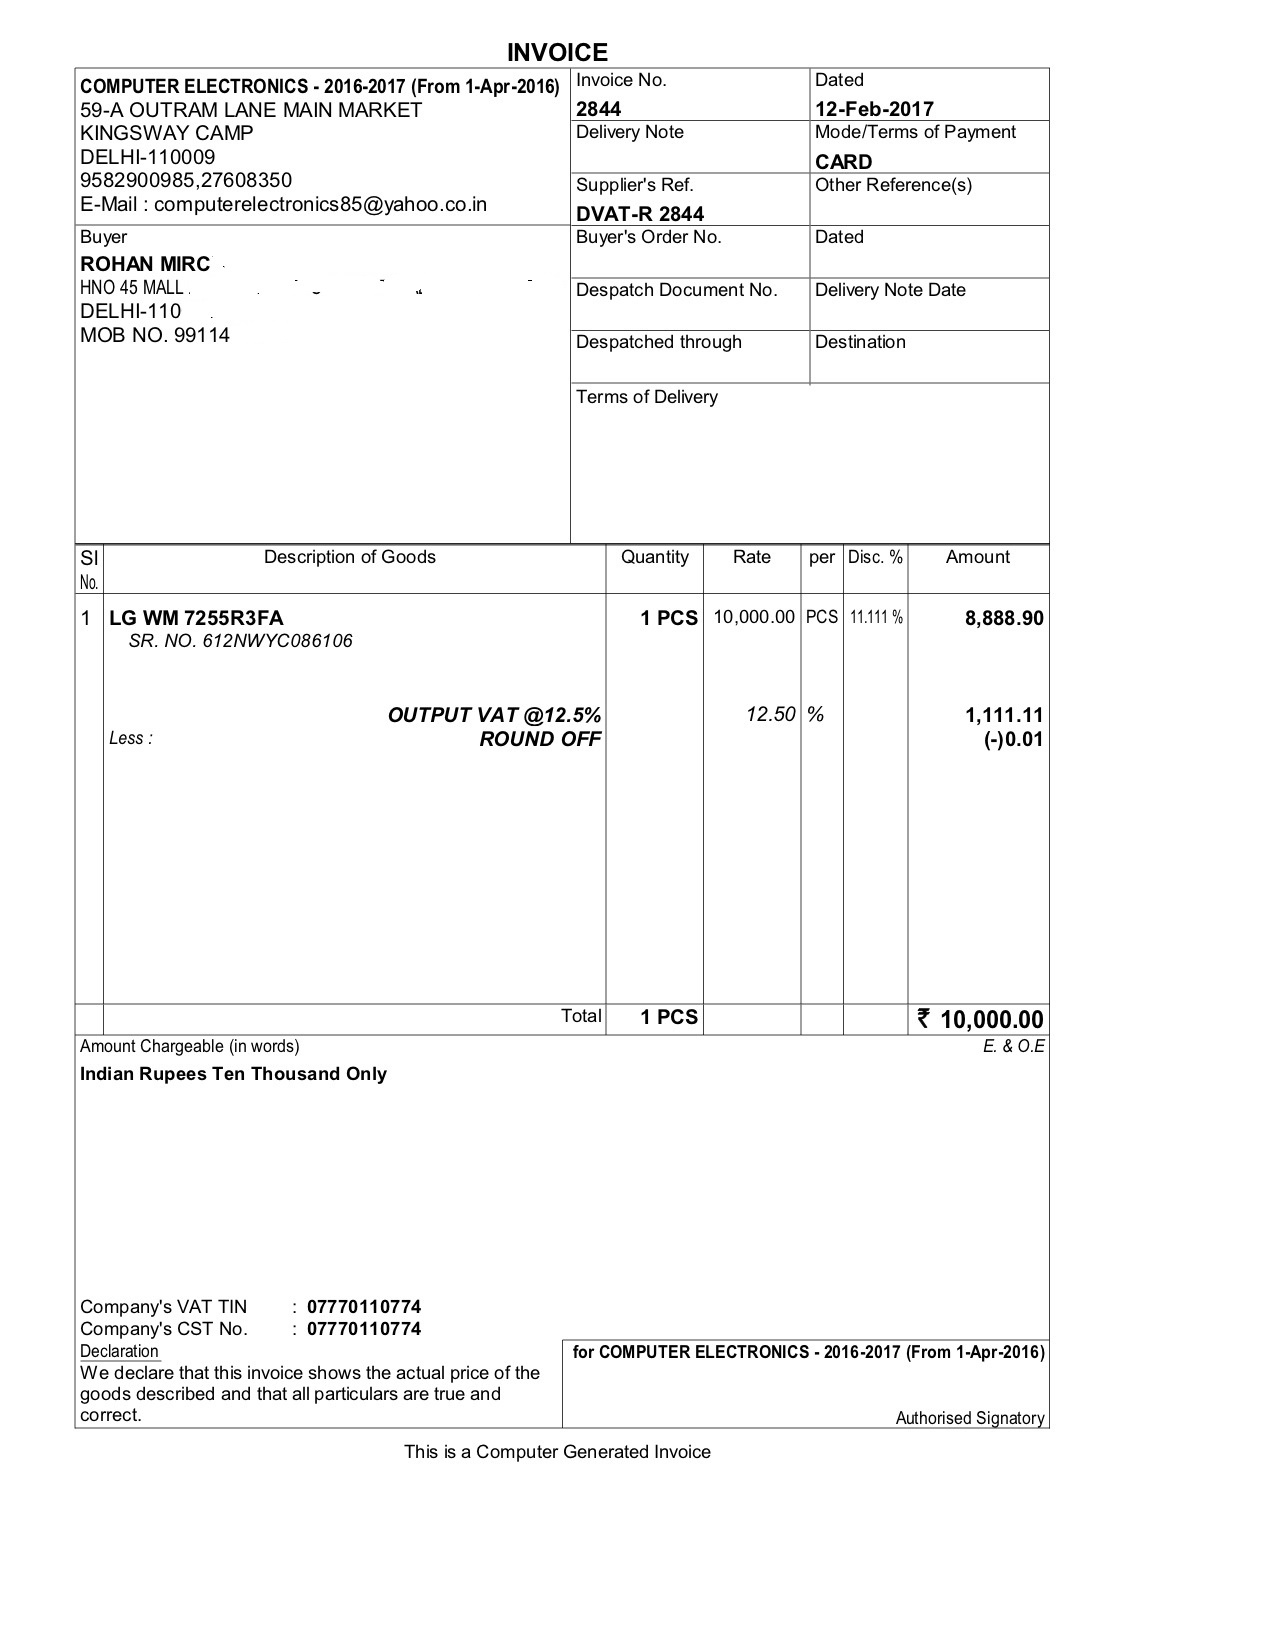 INVOICE
COMPUTER ELECTRONICS - 2016-2017 (From 1-Apr-2016)
59-A OUTRAM LANE MAIN MARKET
KINGSWAY CAMP
DELHI-110009
9582900985,27608350
E-Mail : computerelectronics85@yahoo.co.in
Invoice No.
2844
Dated
12-Feb-2017
Delivery Note
Mode/Terms of Payment
CARD
Supplier's Ref.
DVAT-R 2844
Other Reference(s)
Buyer
ROHAN MIRC
HNO 45 MALL
DELHI-110
MOB NO. 99114
Buyer's Order No.
Dated
Despatch Document No.
Delivery Note Date
Despatched through
Destination
Terms of Delivery
SI No. Description of Goods Quantity Rate per Disc. % Amount
1 LG WM 7255R3FA 1 PCS 10,000.00 PCS 11.111 % 8,888.90
SR. NO. 612NWYC086106
OUTPUT VAT @12.5% 12.50 % 1,111.11
Less : ROUND OFF (-)0.01
Total 1 PCS ₹ 10,000.00
Amount Chargeable (in words) E. & O.E
Indian Rupees Ten Thousand Only
Company's VAT TIN : 07770110774
Company's CST No. : 07770110774
Declaration
We declare that this invoice shows the actual price of the
goods described and that all particulars are true and
correct.
for COMPUTER ELECTRONICS - 2016-2017 (From 1-Apr-2016)
Authorised Signatory
This is a Computer Generated Invoice